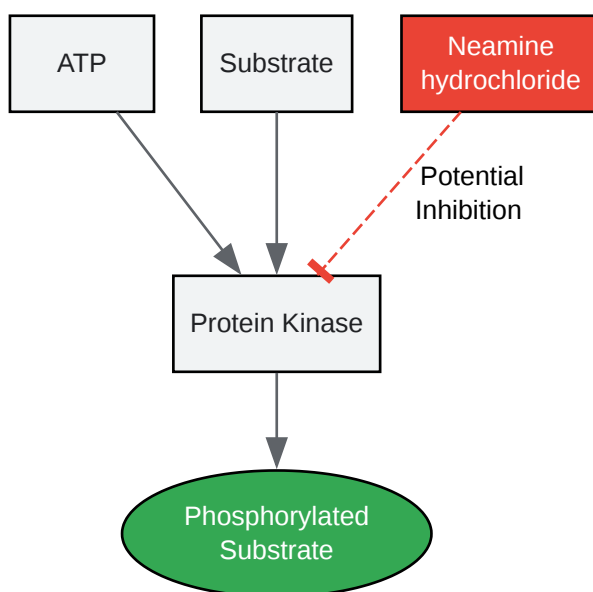 ATP
Substrate
Neamine
hydrochloride
Potential
Inhibition
Protein Kinase
Phosphorylated
Substrate